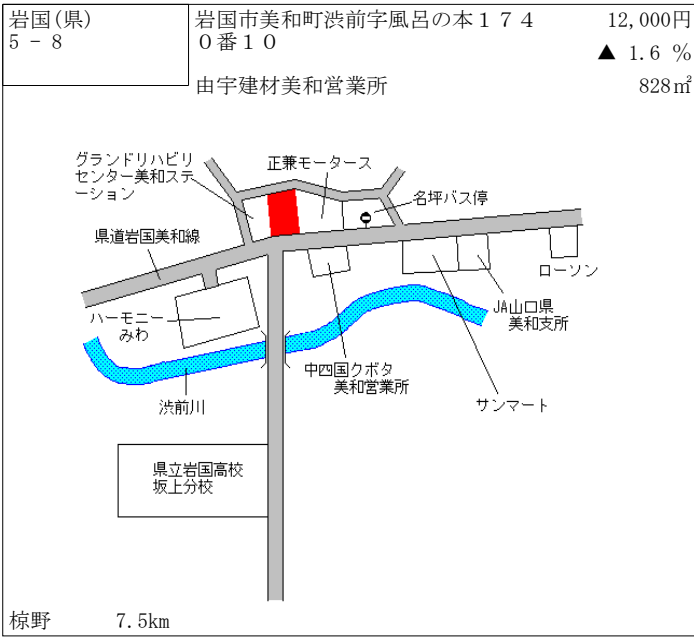 岩国(県)
5 - 8
岩国市美和町渋前字風呂の本174
0番10
由宇建材美和営業所
12,000円
▲ 1.6 %
828㎡
グランドリハビリ
センター美和ステ
ーション
正兼モータース
名坪バス停
県道岩国美和線
ローソン
JA山口県
美和支所
ハーモニー
みわ
中四国クボタ
美和営業所
サンマート
渋前川
県立岩国高校
坂上分校
椋野 7.5km